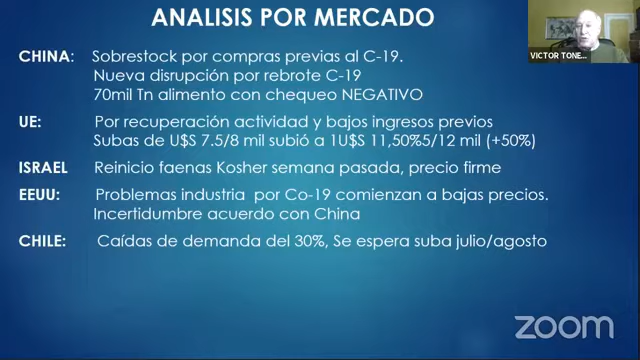 ANALISIS POR MERCADO
VICTOR TONE...
CHINA: Sobrestock por compras previas al C-19.
Nueva disrupción por rebrote C-19
70mil Tn alimento con chequeo NEGATIVO
UE: Por recuperación actividad y bajos ingresos previos
Subas de U$S 7.5/8 mil subió a 1U$S 11,50%5/12 mil (+50%)
ISRAEL Reinicio faenas Kosher semana pasada, precio firme
EEUU: Problemas industria por Co-19 comienzan a bajas precios.
Incertidumbre acuerdo con China
CHILE: Caídas de demanda del 30%, Se espera suba julio/agosto
zoom